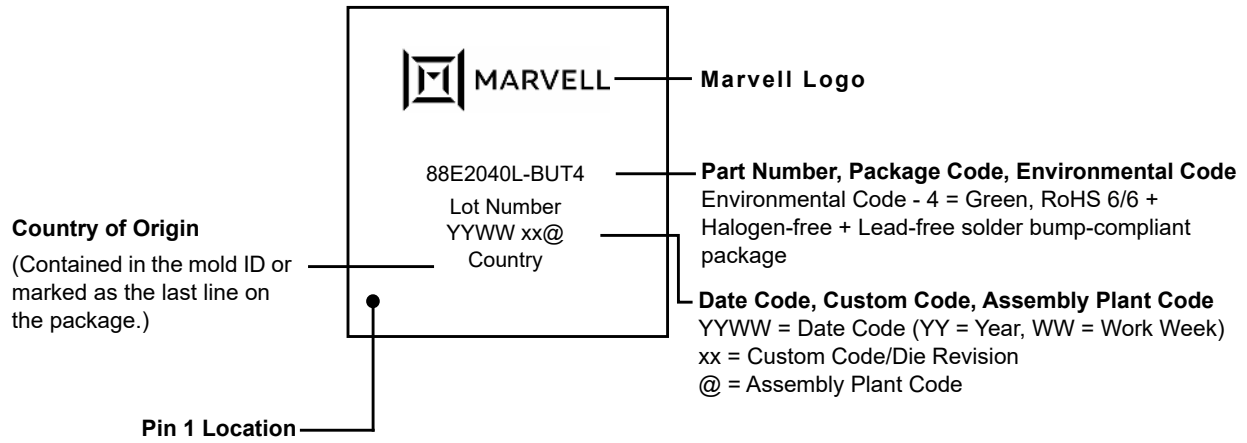 MARVELL
Marvell Logo
88E2040L-BUT4
Part Number, Package Code, Environmental Code
Environmental Code - 4 = Green, RoHS 6/6 +
Halogen-free + Lead-free solder bump-compliant
package
Lot Number
YYWW xx@
Country
Country of Origin
(Contained in the mold ID or
marked as the last line on
the package.)
Date Code, Custom Code, Assembly Plant Code
YYWW = Date Code (YY = Year, WW = Work Week)
xx = Custom Code/Die Revision
@ = Assembly Plant Code
Pin 1 Location